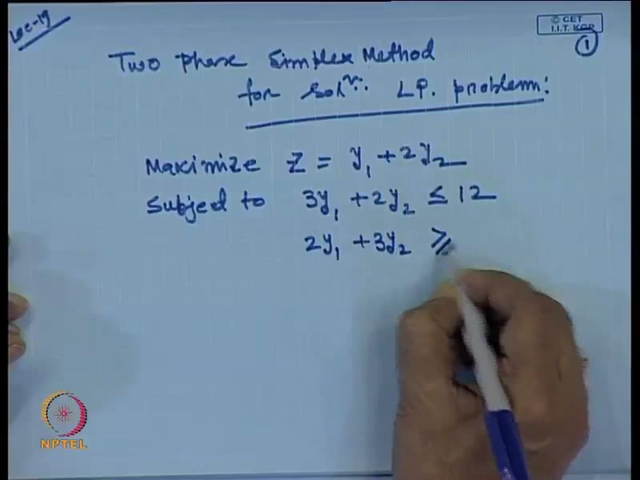 Lec-19
© CET
I.I.T. KGP
1
Two Phase Simplex Method
for Solⁿ: L.P. problem:
Maximize Z = y₁ + 2y₂
Subject to 3y₁ + 2y₂ ≤ 12
2y₁ + 3y₂ ≥
NPTEL